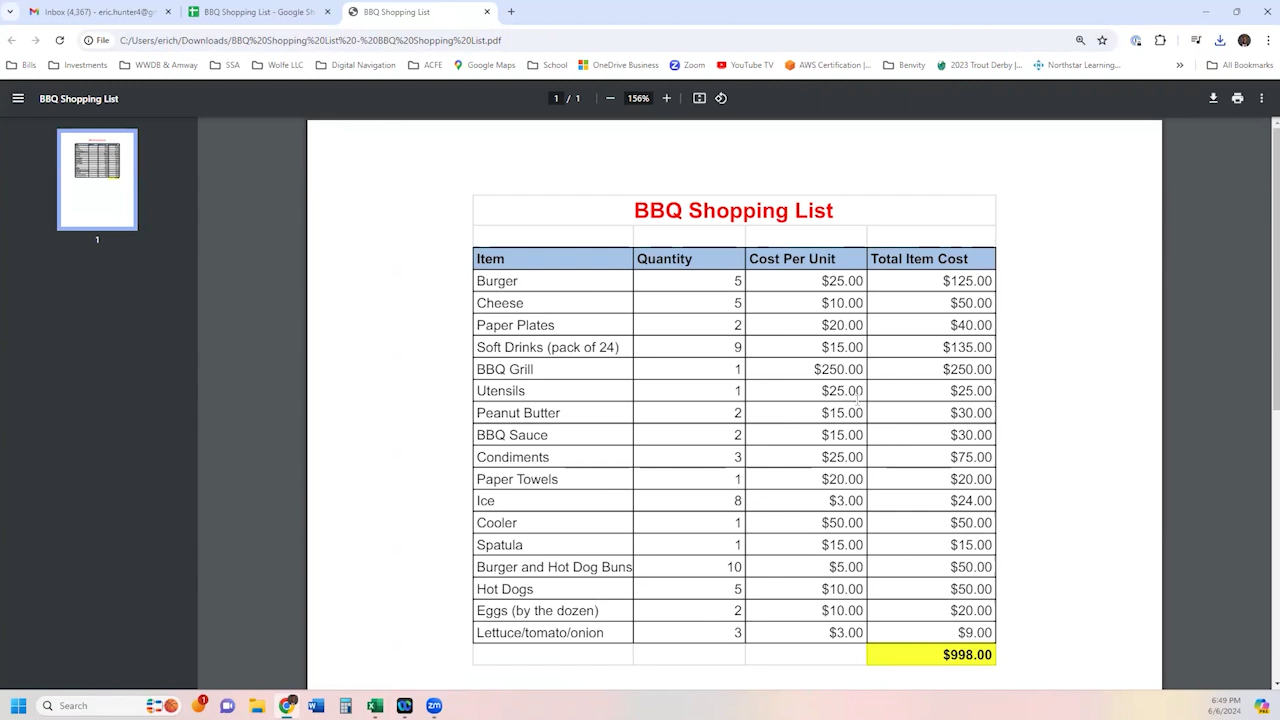 Inbox (4,367) - eric.hunter4@gr
BBQ Shopping List - Google Sh
BBQ Shopping List
File C:/Users/erich/Downloads/BBQ%20Shopping%20List%20-%20BBQ%20Shopping%20List.pdf
Bills Investments WWDB & Amway SSA Wolfe LLC Digital Navigation ACFE Google Maps School OneDrive Business Zoom YouTube TV AWS Certification |... Benvity 2023 Trout Derby |... Northstar Learning... » All Bookmarks
BBQ Shopping List 1 / 1 156%
1
BBQ Shopping List
Item Quantity Cost Per Unit Total Item Cost
Burger 5 $25.00 $125.00
Cheese 5 $10.00 $50.00
Paper Plates 2 $20.00 $40.00
Soft Drinks (pack of 24) 9 $15.00 $135.00
BBQ Grill 1 $250.00 $250.00
Utensils 1 $25.00 $25.00
Peanut Butter 2 $15.00 $30.00
BBQ Sauce 2 $15.00 $30.00
Condiments 3 $25.00 $75.00
Paper Towels 1 $20.00 $20.00
Ice 8 $3.00 $24.00
Cooler 1 $50.00 $50.00
Spatula 1 $15.00 $15.00
Burger and Hot Dog Buns 10 $5.00 $50.00
Hot Dogs 5 $10.00 $50.00
Eggs (by the dozen) 2 $10.00 $20.00
Lettuce/tomato/onion 3 $3.00 $9.00
$998.00
Search
6:49 PM
6/6/2024